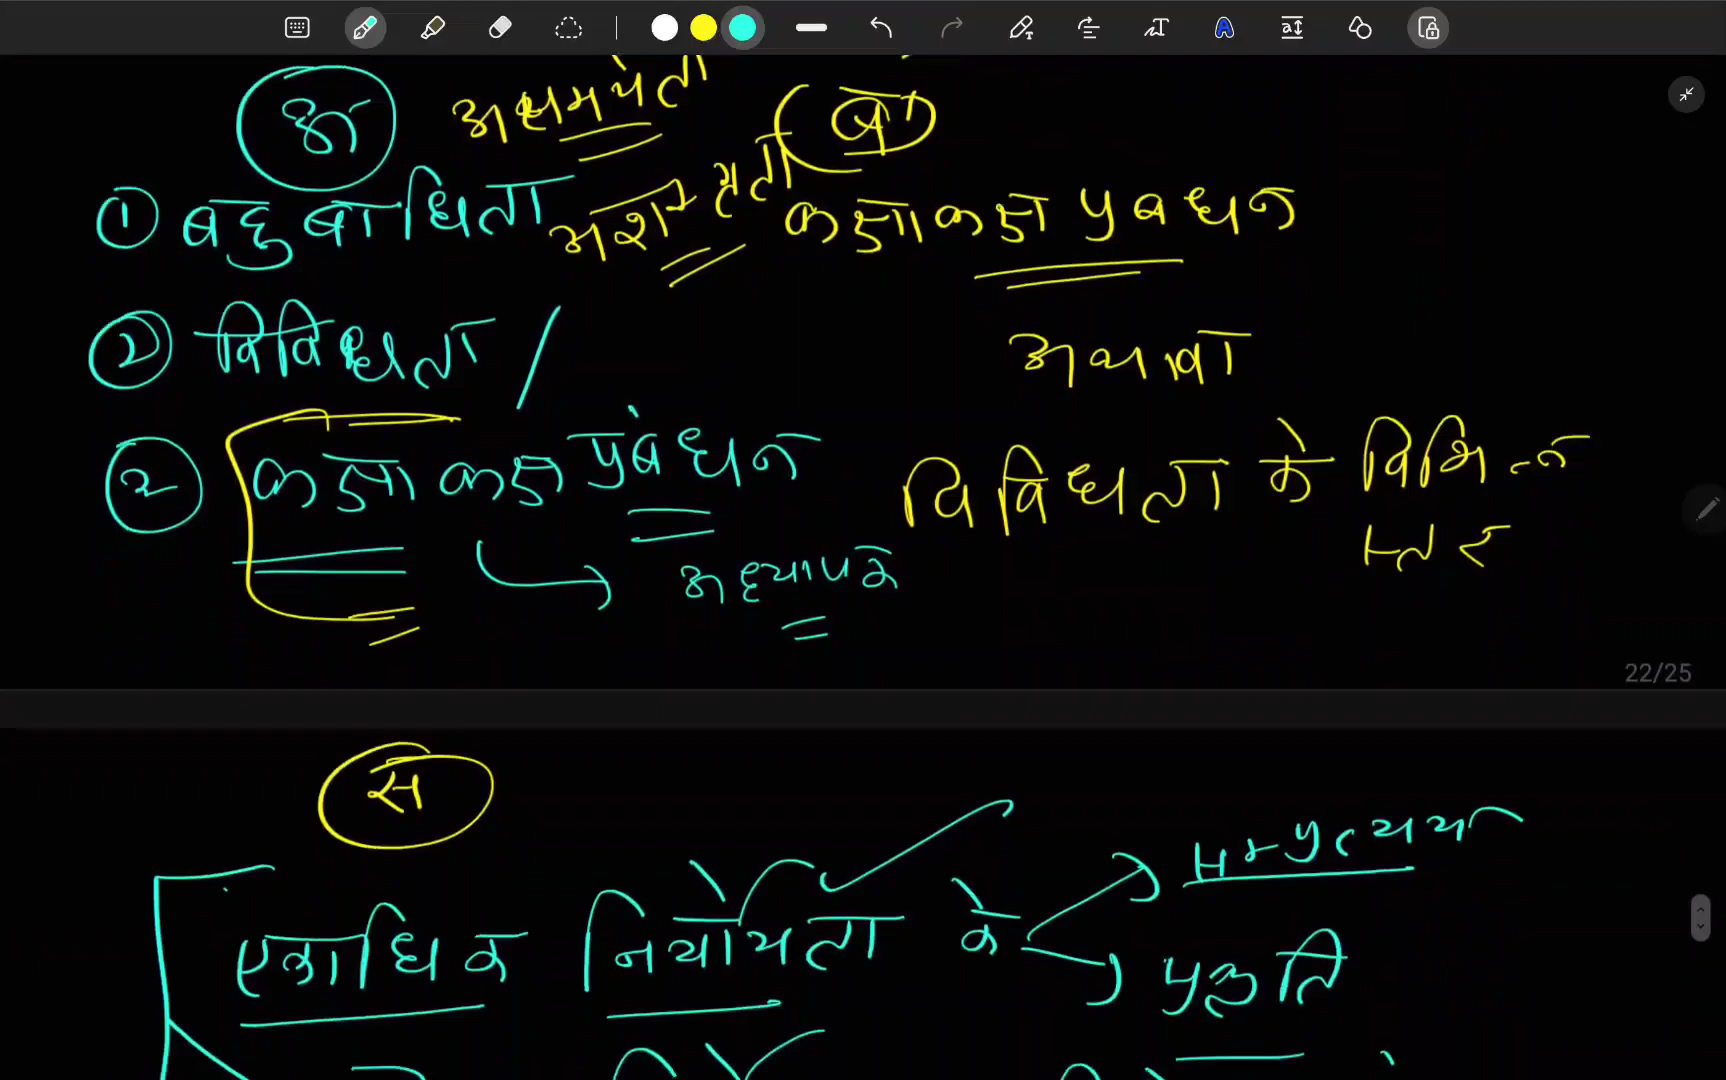 अ
असमर्थता
(ब)
① बहुबाधिता
अशक्तता
कक्षाकक्ष प्रबंधन
② विविधता /
अथवा
② कक्षा कक्ष प्रबंधन
विविधता के विभिन्न
स्तर
अध्यापक
22/25
स
एकाधिक निर्योग्यता के
सम्प्रत्यय
प्रकृति